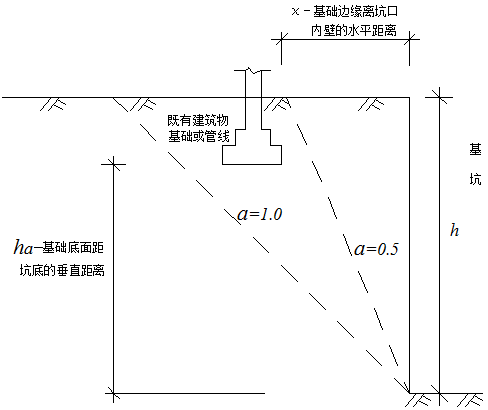 x－基础边缘离坑口
内壁的水平距离
既有建筑物
基础或管线
基
坑
a=1.0
a=0.5
h
ha－基础底面距
坑底的垂直距离